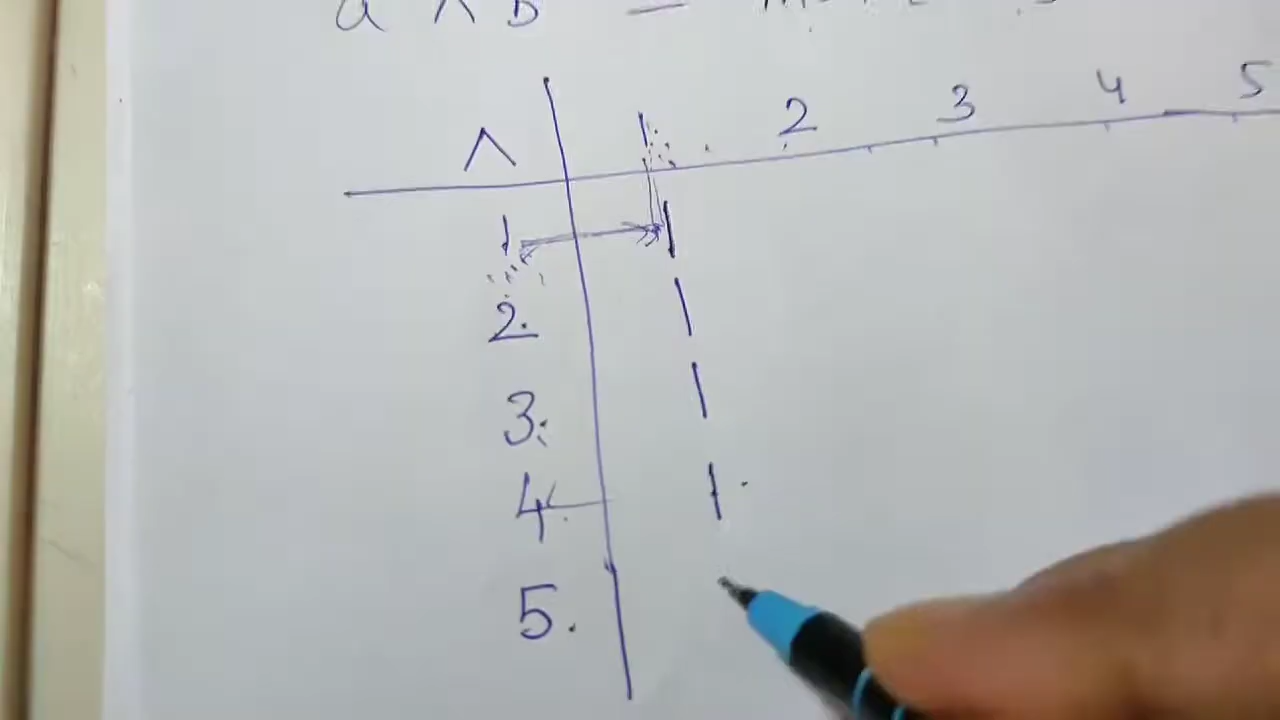 a ∧ b =
∧ 1 2 3 4 5
1 1
2. 1
3. 1
4 1
5.